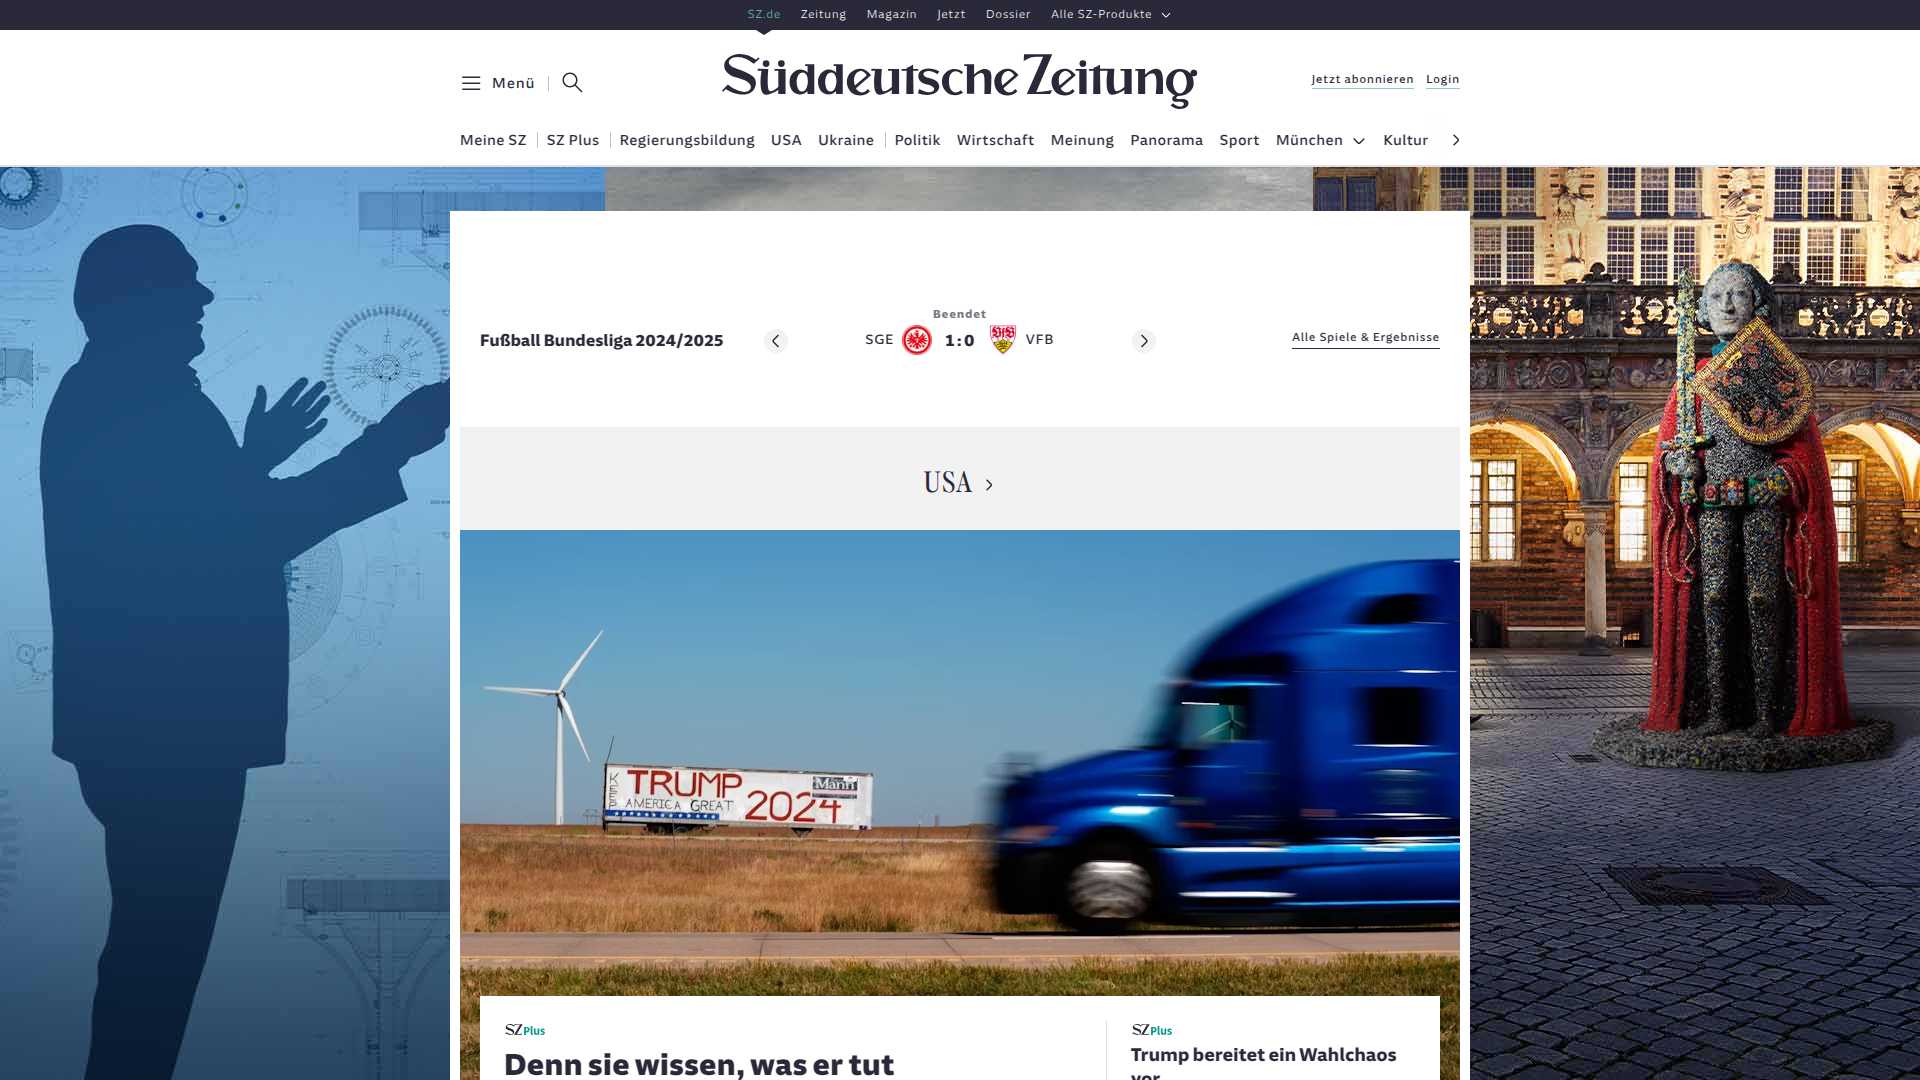 SZ.de Zeitung Magazin Jetzt Dossier Alle SZ-Produkte
Menü
Süddeutsche Zeitung
Jetzt abonnieren Login
Meine SZ SZ Plus Regierungsbildung USA Ukraine Politik Wirtschaft Meinung Panorama Sport München Kultur
Beendet
Fußball Bundesliga 2024/2025
SGE 1:0 VFB
Alle Spiele & Ergebnisse
USA
KEEP
TRUMP
AMERICA GREAT
2024
Mann
SZ Plus
Denn sie wissen, was er tut
SZ Plus
Trump bereitet ein Wahlchaos
vor